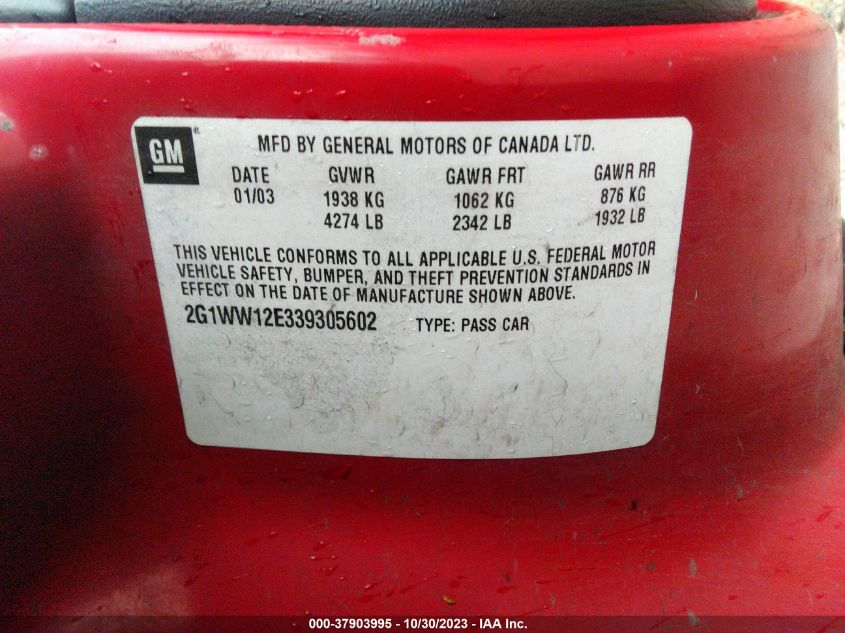 GM®
MFD BY GENERAL MOTORS OF CANADA LTD.
DATE GVWR GAWR FRT GAWR RR
01/03 1938 KG 1062 KG 876 KG
4274 LB 2342 LB 1932 LB
THIS VEHICLE CONFORMS TO ALL APPLICABLE U.S. FEDERAL MOTOR
VEHICLE SAFETY, BUMPER, AND THEFT PREVENTION STANDARDS IN
EFFECT ON THE DATE OF MANUFACTURE SHOWN ABOVE.
2G1WW12E339305602 TYPE: PASS CAR
000-37903995 - 10/30/2023 - IAA Inc.